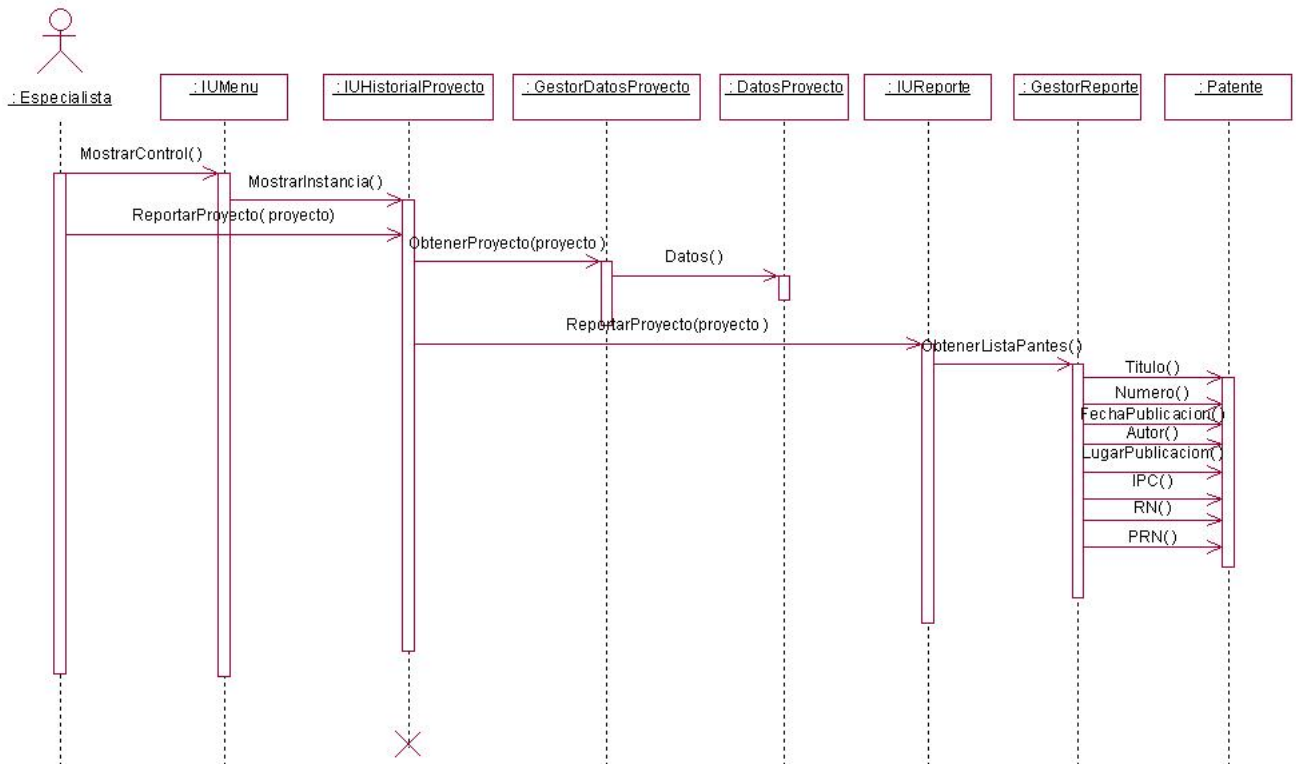 : Especialista
: IUMenu
: IUHistorialProyecto
: GestorDatosProyecto
: DatosProyecto
: IUReporte
: GestorReporte
: Patente
MostrarControl()
MostrarInstancia()
ReportarProyecto( proyecto)
ObtenerProyecto(proyecto )
Datos()
ReportarProyecto(proyecto )
ObtenerListaPantes()
Titulo()
Numero()
FechaPublicacion()
Autor()
LugarPublicacion()
IPC()
RN()
PRN()